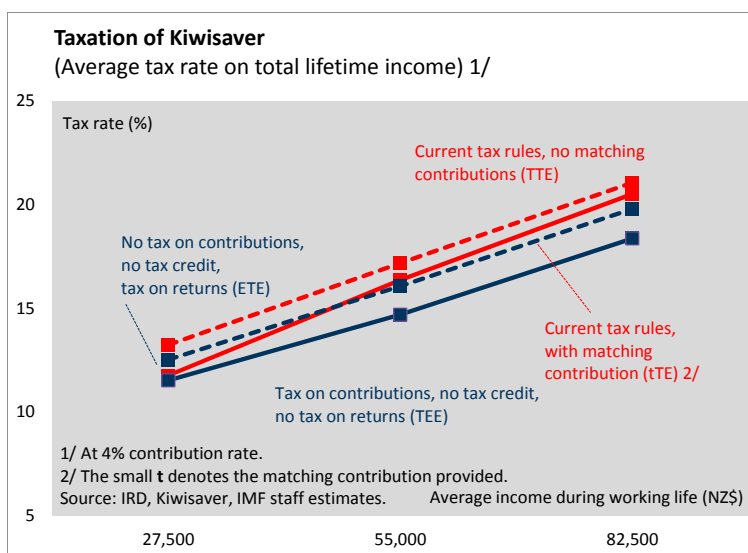 Taxation of Kiwisaver
(Average tax rate on total lifetime income) 1/
25
Tax rate (%)
Current tax rules, no matching
contributions (TTE)
20
No tax on contributions,
no tax credit,
tax on returns (ETE)
15
Current tax rules,
with matching
contribution (tTE) 2/
Tax on contributions, no tax credit,
no tax on returns (TEE)
10
1/ At 4% contribution rate.
2/ The small t denotes the matching contribution provided.
Source: IRD, Kiwisaver, IMF staff estimates.
Average income during working life (NZ$)
5
27,500
55,000
82,500